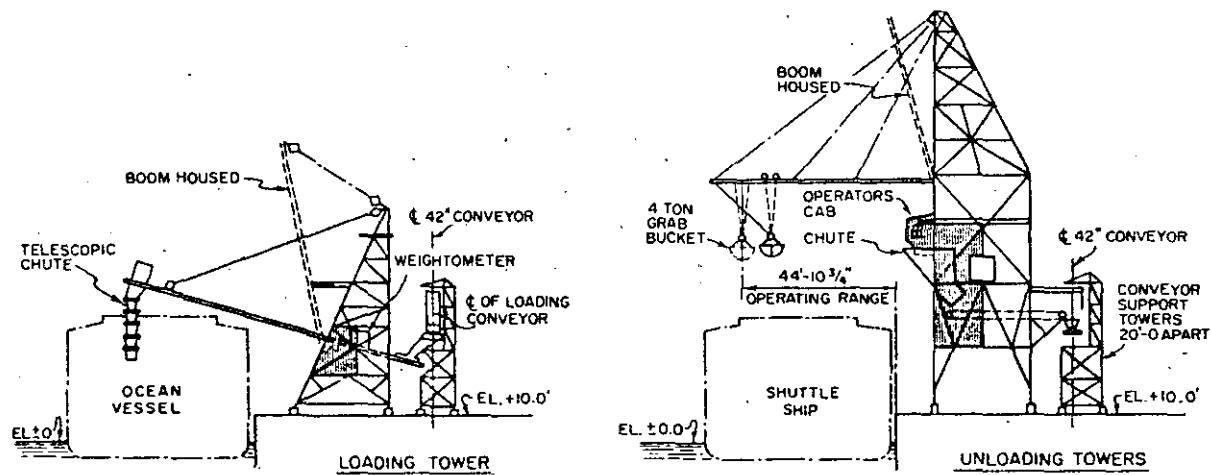 BOOM HOUSED
TELESCOPIC
CHUTE
℄ 42" CONVEYOR
WEIGHTOMETER
℄ OF LOADING
CONVEYOR
OCEAN
VESSEL
EL. +10.0'
EL ± 0'
LOADING TOWER
BOOM
HOUSED
4 TON
GRAB
BUCKET
OPERATORS
CAB
CHUTE
44'-10 3/4"
OPERATING RANGE
℄ 42" CONVEYOR
CONVEYOR
SUPPORT
TOWERS
20'-0 APART
SHUTTLE
SHIP
EL. ±0.0'
EL. +10.0'
UNLOADING TOWERS